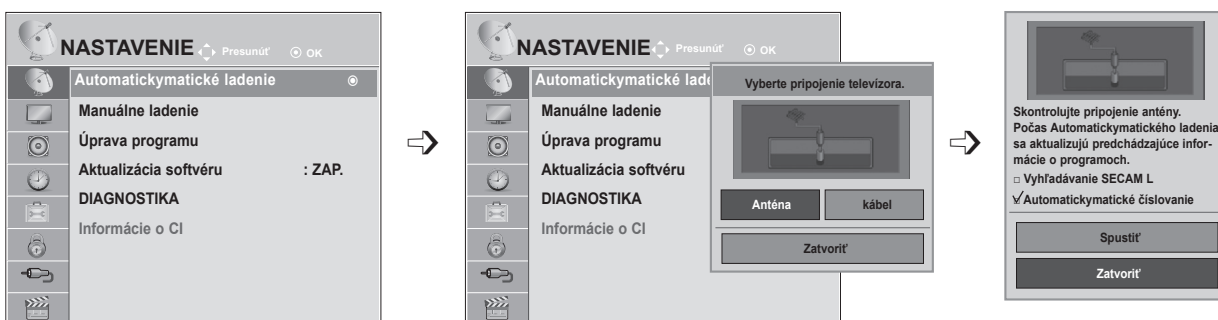 NASTAVENIE Presunúť OK
Automatickymatické ladenie
Manuálne ladenie
Úprava programu
Aktualizácia softvéru : ZAP.
DIAGNOSTIKA
Informácie o CI
NASTAVENIE Presunúť OK
Automatickymatické lade
Manuálne ladenie
Úprava programu
Aktualizácia softvéru
DIAGNOSTIKA
Informácie o CI
Vyberte pripojenie televízora.
Anténa kábel
Zatvoriť
Skontrolujte pripojenie antény.
Počas Automatickymatického ladenia
sa aktualizujú predchádzajúce infor-
mácie o programoch.
□ Vyhľadávanie SECAM L
Automatickymatické číslovanie
Spustiť
Zatvoriť